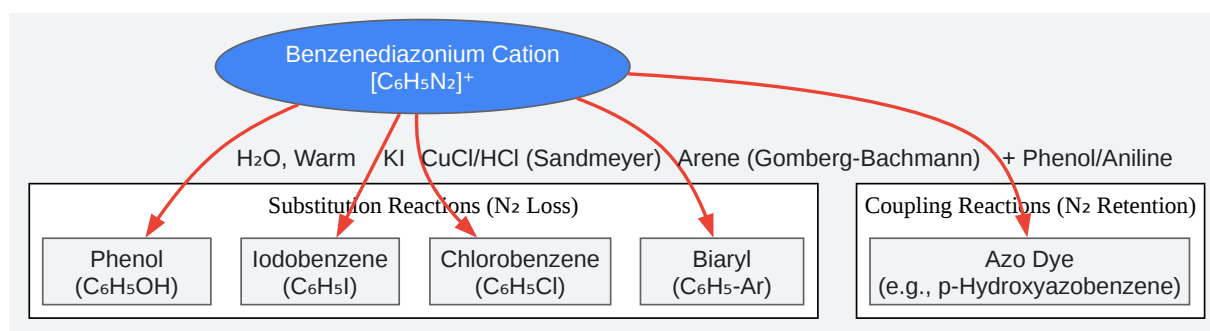 Benzenediazonium Cation
[C₆H₅N₂]⁺
H₂O, Warm
KI
CuCl/HCl (Sandmeyer)
Arene (Gomberg-Bachmann)
+ Phenol/Aniline
Substitution Reactions (N₂ Loss)
Coupling Reactions (N₂ Retention)
Phenol
(C₆H₅OH)
Iodobenzene
(C₆H₅I)
Chlorobenzene
(C₆H₅Cl)
Biaryl
(C₆H₅-Ar)
Azo Dye
(e.g., p-Hydroxyazobenzene)